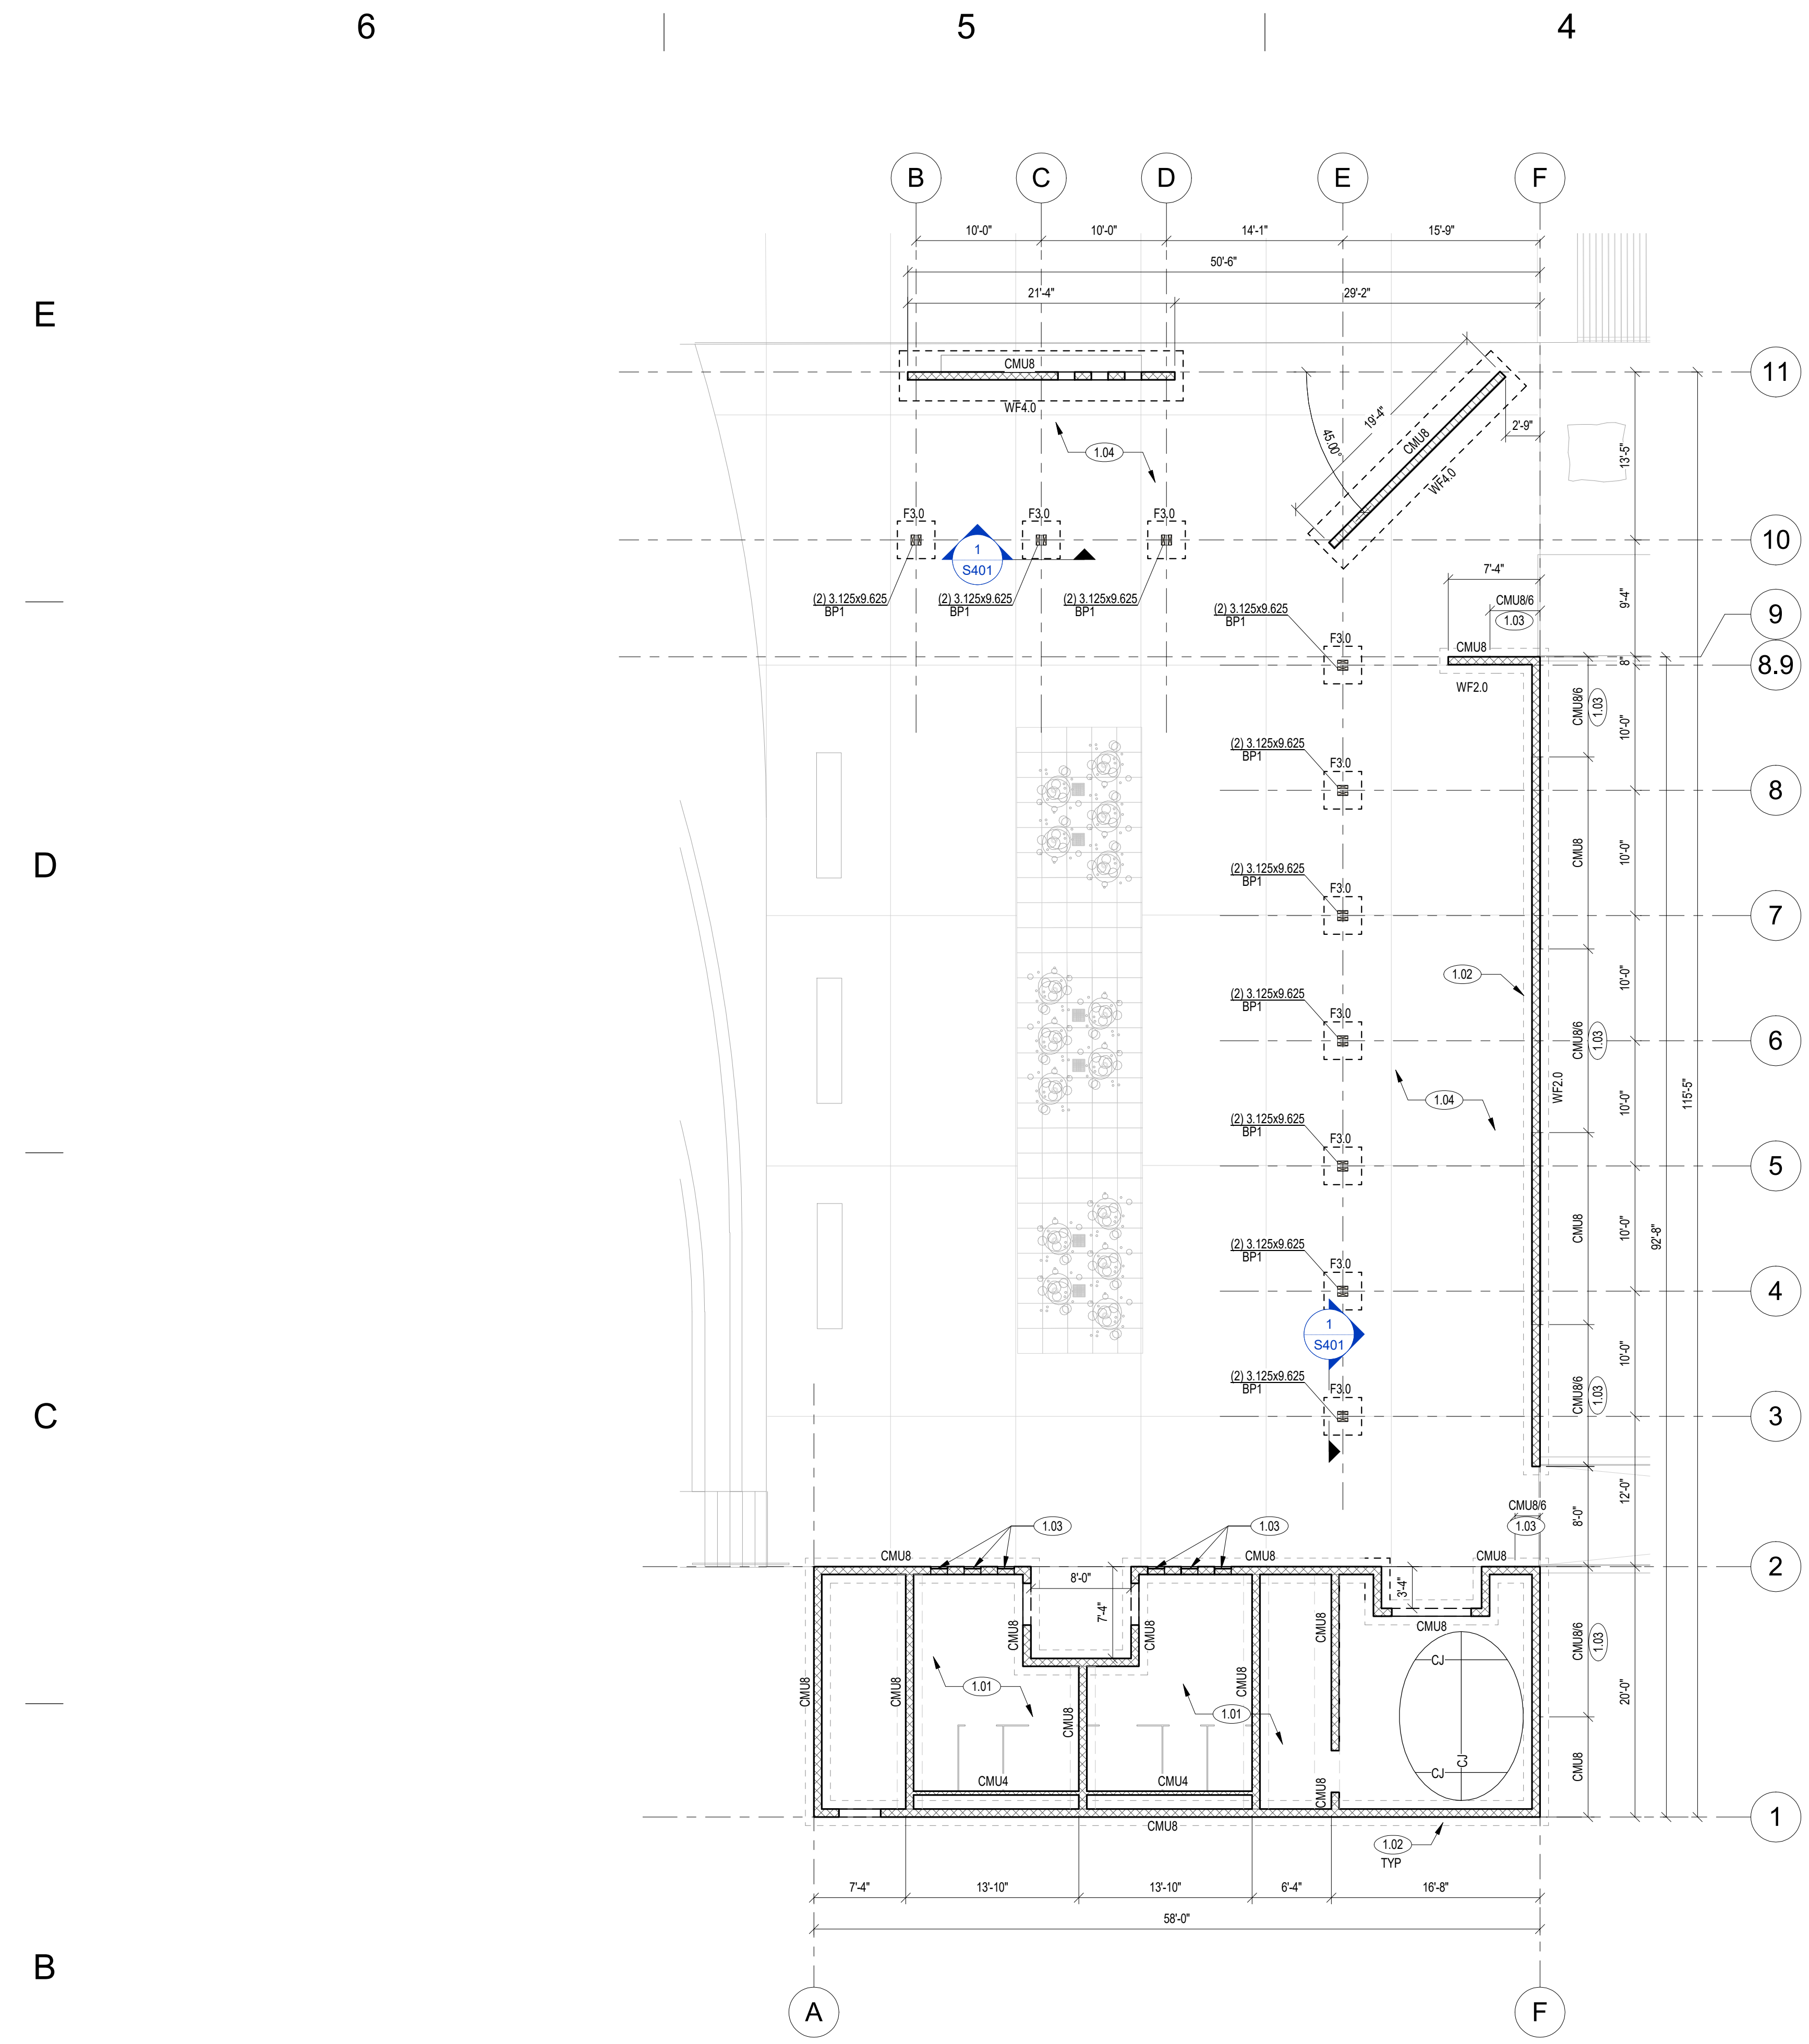 6 5 4
B C D E F
10'-0" 10'-0" 14'-1" 15'-9"
50'-6"
21'-4" 29'-2"
E
11
CMU8
WF4.0
19'-4"
45.00°
CMU8
WF4.0
2'-9"
13'-5"
1.04
F3.0 F3.0 F3.0
10
1
S401
(2) 3.125x9.625
BP1
(2) 3.125x9.625
BP1
(2) 3.125x9.625
BP1
7'-4"
9'-4"
CMU8/6
1.03
9
(2) 3.125x9.625
BP1
F3.0
CMU8
WF2.0
8"
8.9
CMU8/6
1.03
10'-0"
(2) 3.125x9.625
BP1
F3.0
8
D
CMU8
10'-0"
(2) 3.125x9.625
BP1
F3.0
7
1.02
10'-0"
(2) 3.125x9.625
BP1
F3.0
CMU8/6
1.03
6
WF2.0
1.04
10'-0"
115'-5"
(2) 3.125x9.625
BP1
F3.0
5
CMU8
10'-0"
92'-8"
(2) 3.125x9.625
BP1
F3.0
4
1
S401
10'-0"
(2) 3.125x9.625
BP1
F3.0
CMU8/6
1.03
C
3
12'-0"
8'-0"
CMU8/6
1.03
1.03
1.03
CMU8 CMU8 CMU8
2
8'-0"
7'-4"
3'-4"
CMU8
CMU8
CMU8
CMU8
CMU8/6
1.03
CJ
CMU8
CMU8
CMU8
CMU8
1.01
1.01
20'-0"
CJ
CJ
CMU4 CMU4
CMU8
CMU8
1
CMU8
1.02
TYP
7'-4" 13'-10" 13'-10" 6'-4" 16'-8"
58'-0"
B
A F